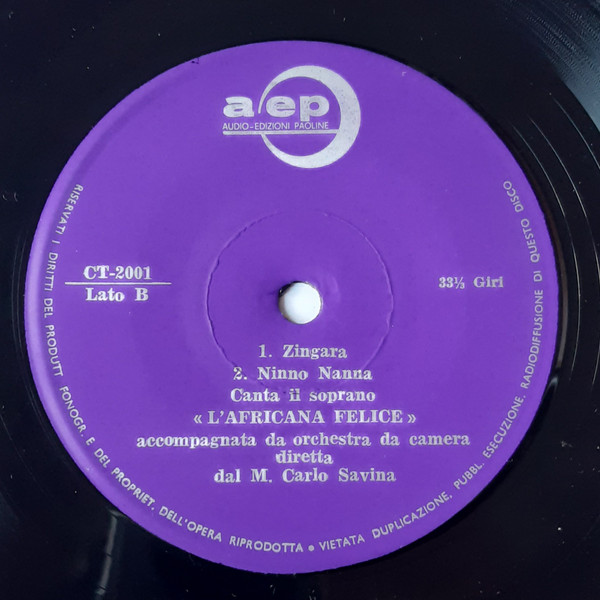 a/ep
AUDIO-EDIZIONI PAOLINE
CT-2001
Lato B
33⅓ Giri
1. Zingara
2. Ninno Nanna
Canta il soprano
« L'AFRICANA FELICE »
accompagnata da orchestra da camera
diretta
dal M. Carlo Savina
RISERVATI I DIRITTI DEL PRODUTT FONOGR. E DEL PROPRIET. DELL'OPERA RIPRODOTTA • VIETATA DUPLICAZIONE, PUBBL. ESECUZIONE, RADIODIFFUSIONE DI QUESTO DISCO